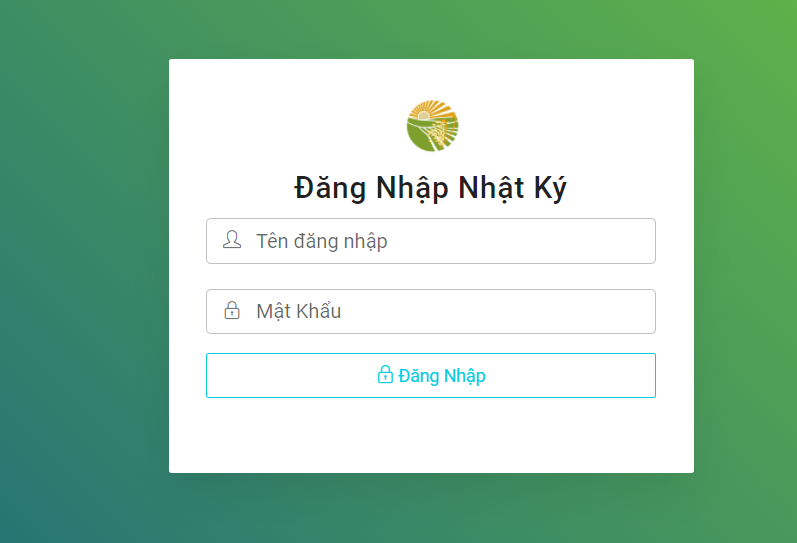 Đăng Nhập Nhật Ký
Tên đăng nhập
Mật Khẩu
Đăng Nhập